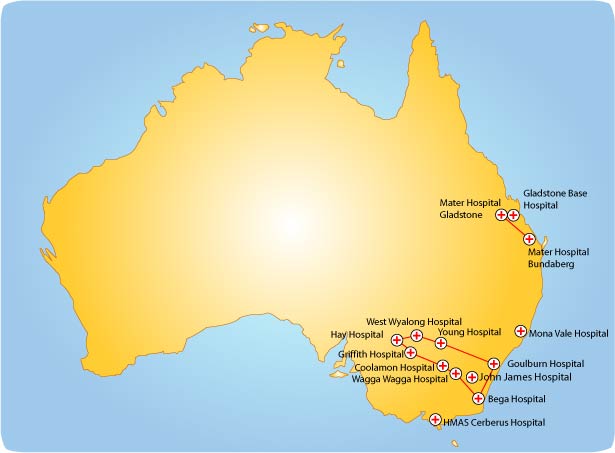 Gladstone Base
Hospital
Mater Hospital
Gladstone
Mater Hospital
Bundaberg
West Wyalong Hospital
Hay Hospital
Young Hospital
Mona Vale Hospital
Griffith Hospital
Goulburn Hospital
Coolamon Hospital
John James Hospital
Wagga Wagga Hospital
Bega Hospital
HMAS Cerberus Hospital